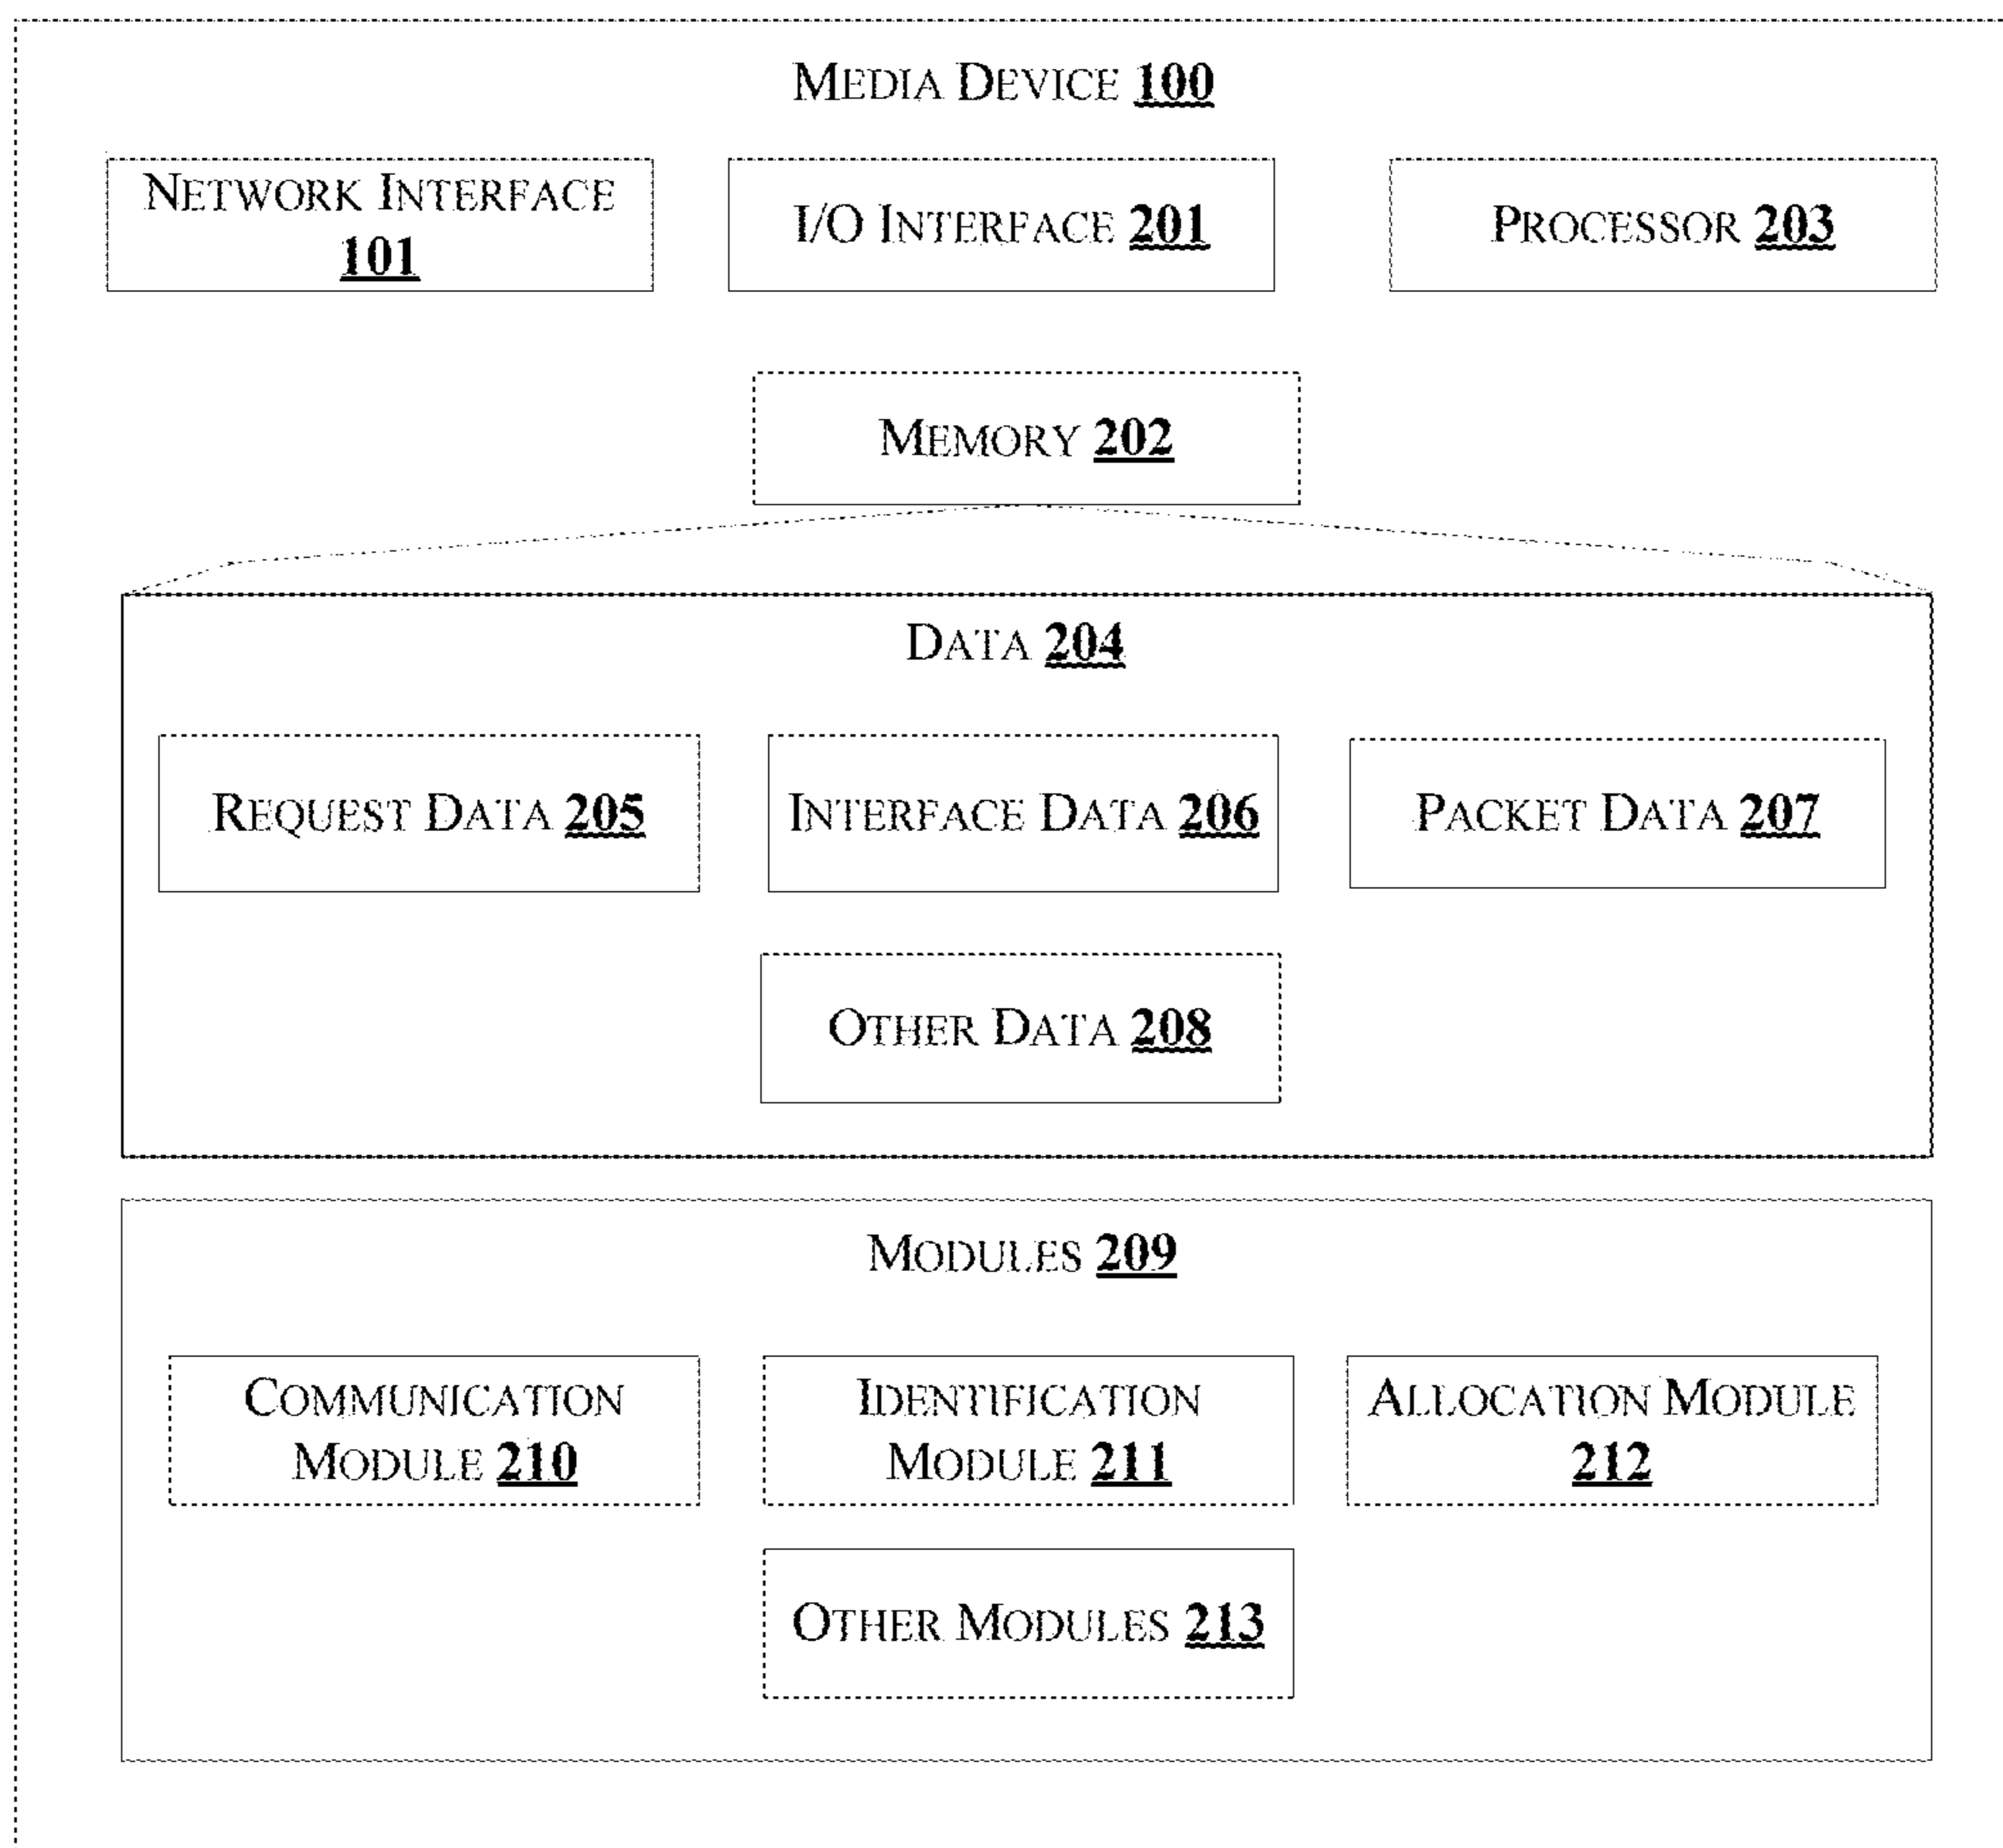 MEDIA DEVICE 100
NETWORK INTERFACE
101
I/O INTERFACE 201
PROCESSOR 203
MEMORY 202
DATA 204
REQUEST DATA 205
INTERFACE DATA 206
PACKET DATA 207
OTHER DATA 208
MODULES 209
COMMUNICATION
MODULE 210
IDENTIFICATION
MODULE 211
ALLOCATION MODULE
212
OTHER MODULES 213